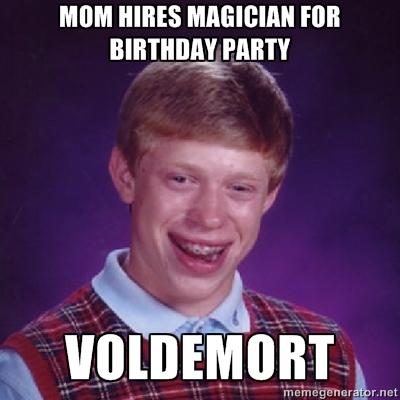 MOM HIRES MAGICIAN FOR
BIRTHDAY PARTY
VOLDEMORT
memegenerator.net